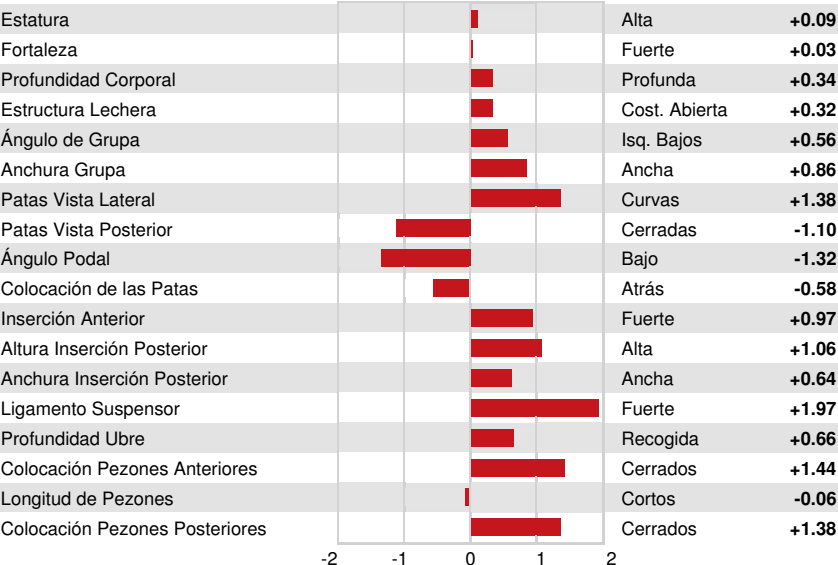 Estatura Alta +0.09
Fortaleza Fuerte +0.03
Profundidad Corporal Profunda +0.34
Estructura Lechera Cost. Abierta +0.32
Ángulo de Grupa Isq. Bajos +0.56
Anchura Grupa Ancha +0.86
Patas Vista Lateral Curvas +1.38
Patas Vista Posterior Cerradas -1.10
Ángulo Podal Bajo -1.32
Colocación de las Patas Atrás -0.58
Inserción Anterior Fuerte +0.97
Altura Inserción Posterior Alta +1.06
Anchura Inserción Posterior Ancha +0.64
Ligamento Suspensor Fuerte +1.97
Profundidad Ubre Recogida +0.66
Colocación Pezones Anteriores Cerrados +1.44
Longitud de Pezones Cortos -0.06
Colocación Pezones Posteriores Cerrados +1.38
-2 -1 0 1 2